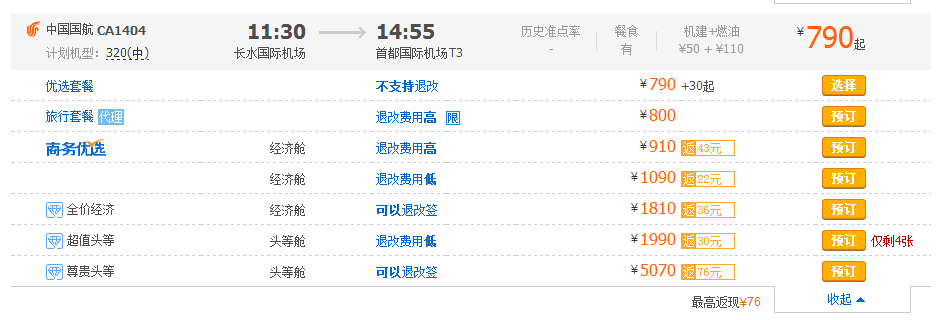 中国国航 CA1404 11:30 14:55 历史准点率 餐食 机建+燃油 ¥790起
计划机型：320(中) 长水国际机场 首都国际机场T3 - 有 ¥50 + ¥110
优选套餐 不支持退改 ¥790 +30起 选择
旅行套餐 代理 退改费用高 限 ¥800 预订
商务优选 经济舱 退改费用高 ¥910 返 43元 预订
经济舱 退改费用低 ¥1090 返 22元 预订
全价经济 经济舱 可以退改签 ¥1810 返 36元 预订
超值头等 头等舱 退改费用低 ¥1990 返 30元 预订 仅剩4张
尊贵头等 头等舱 可以退改签 ¥5070 返 76元 预订
最高返现¥76 收起